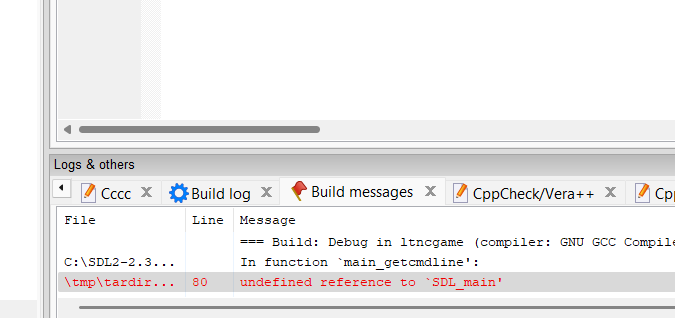 Logs & others
Cccc X Build log X Build messages X CppCheck/Vera++ X Cp
File Line Message
=== Build: Debug in ltncgame (compiler: GNU GCC Compile
C:\SDL2-2.3... In function `main_getcmdline':
\tmp\tardir... 80 undefined reference to `SDL_main'